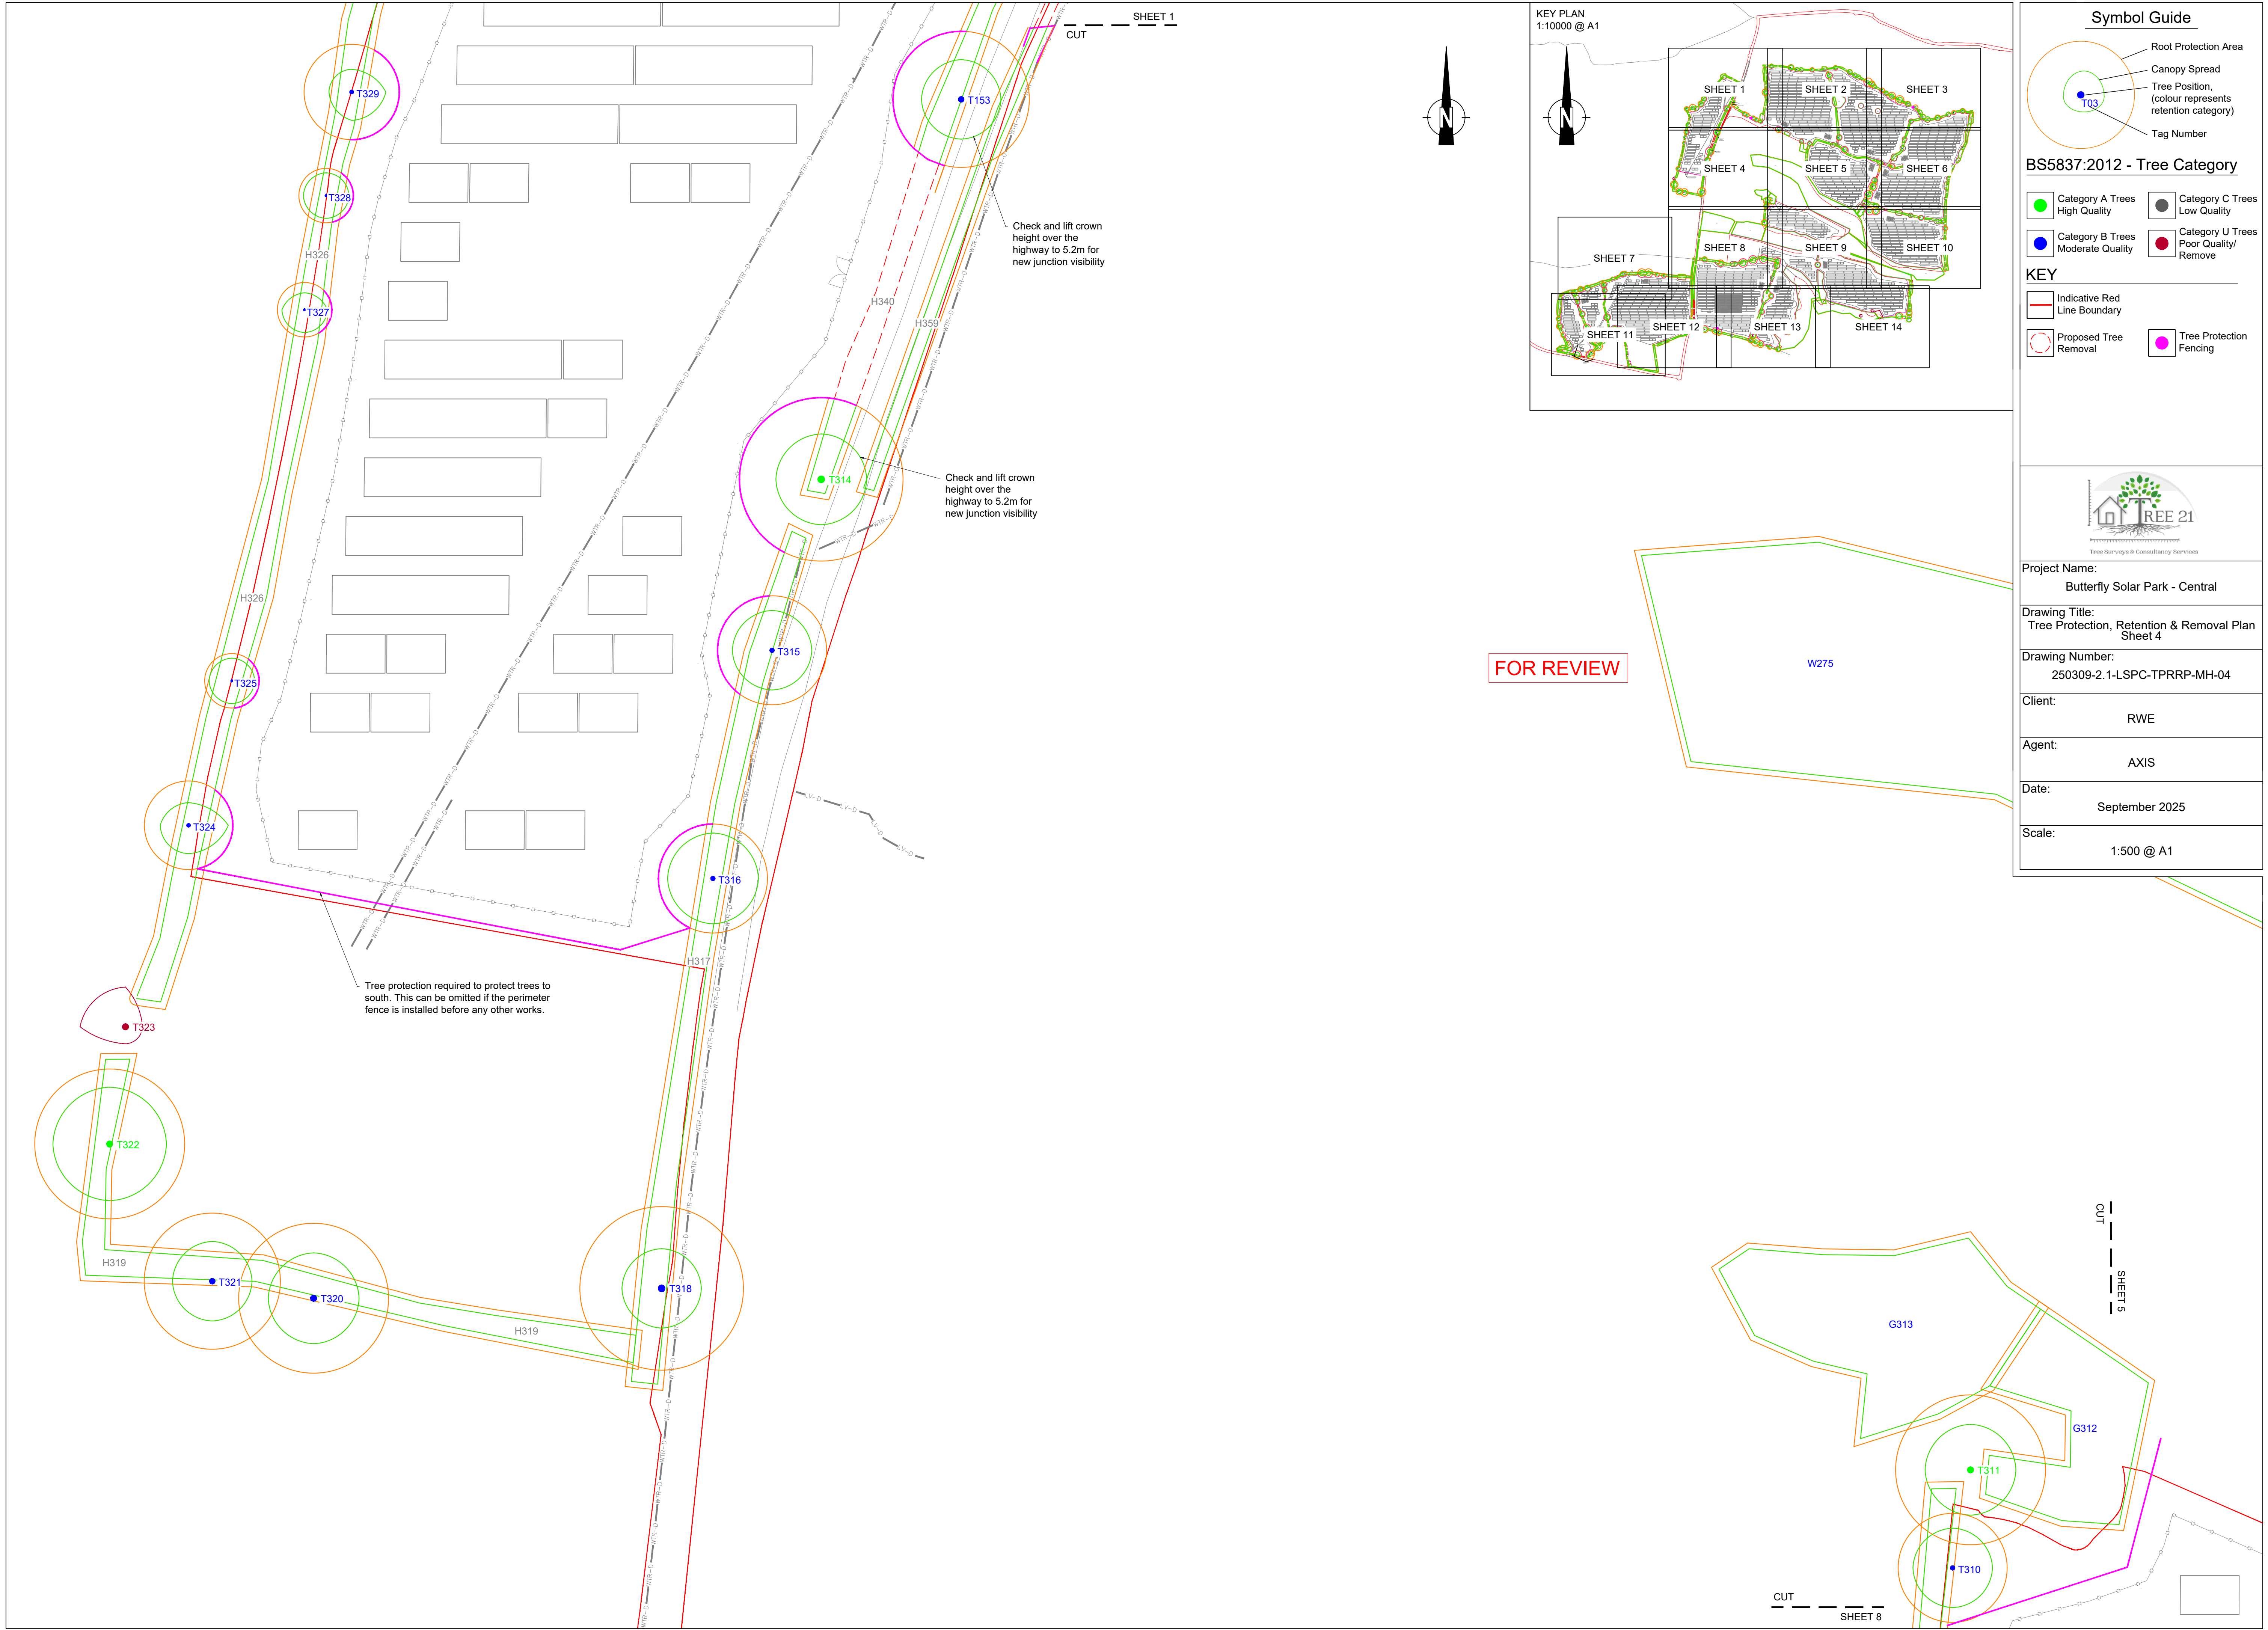 SHEET 1
CUT
T329
T153
T328
H326
T327
Check and lift crown
height over the
highway to 5.2m for
new junction visibility
H340
H359
T314
Check and lift crown
height over the
highway to 5.2m for
new junction visibility
H326
T315
T325
T324
T316
WTR-D
LV-D
LV-D
LV-D
LV-D
H317
Tree protection required to protect trees to
south. This can be omitted if the perimeter
fence is installed before any other works.
T323
T322
H319
T321
T320
T318
H319
N
N
KEY PLAN
1:10000 @ A1
SHEET 1
SHEET 2
SHEET 3
SHEET 4
SHEET 5
SHEET 6
SHEET 7
SHEET 8
SHEET 9
SHEET 10
SHEET 11
SHEET 12
SHEET 13
SHEET 14
FOR REVIEW
W275
CUT
SHEET 5
G313
G312
T311
T310
CUT
SHEET 8
Symbol Guide
Root Protection Area
Canopy Spread
Tree Position,
(colour represents
retention category)
T03
Tag Number
BS5837:2012 - Tree Category
Category A Trees
High Quality
Category C Trees
Low Quality
Category B Trees
Moderate Quality
Category U Trees
Poor Quality/
Remove
KEY
Indicative Red
Line Boundary
Proposed Tree
Removal
Tree Protection
Fencing
TREE 21
Tree Surveys & Consultancy Services
Project Name:
Butterfly Solar Park - Central
Drawing Title:
Tree Protection, Retention & Removal Plan
Sheet 4
Drawing Number:
250309-2.1-LSPC-TPRRP-MH-04
Client:
RWE
Agent:
AXIS
Date:
September 2025
Scale:
1:500 @ A1